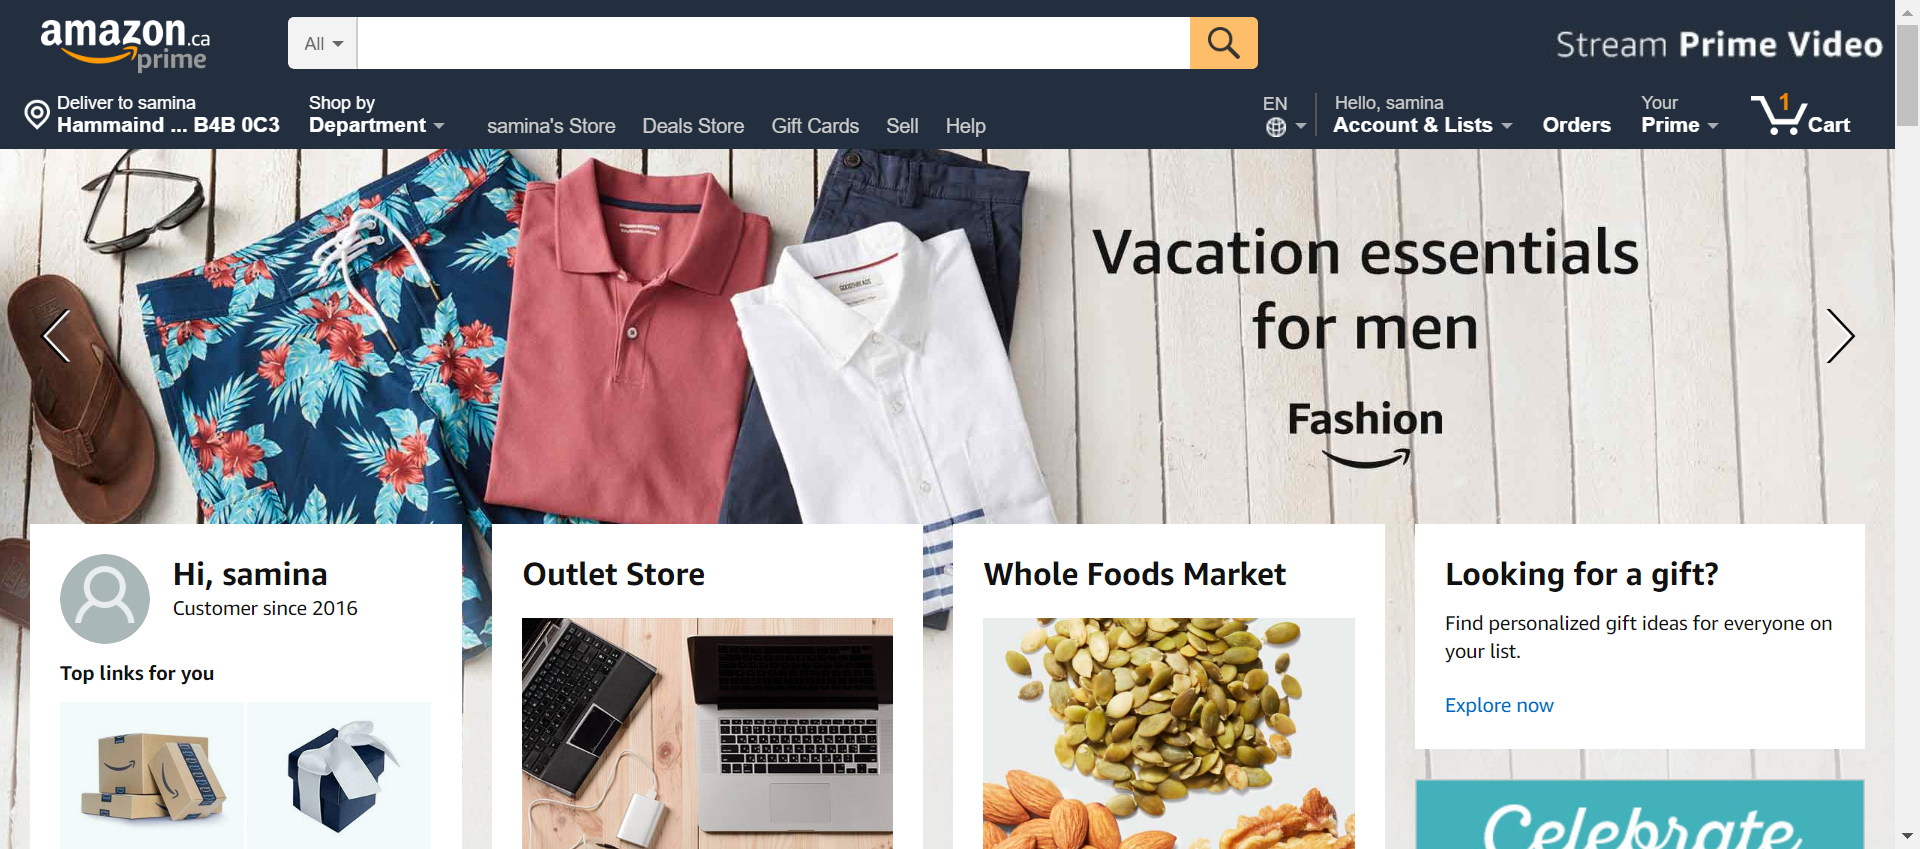 amazon.ca
prime
All
Stream Prime Video
Deliver to samina
Hammaind ... B4B 0C3
Shop by
Department
samina's Store
Deals Store
Gift Cards
Sell
Help
EN
Hello, samina
Account & Lists
Orders
Your
Prime
1
Cart
Vacation essentials
for men
Fashion
GOODTHREADS
Hi, samina
Customer since 2016
Top links for you
Outlet Store
Whole Foods Market
Looking for a gift?
Find personalized gift ideas for everyone on
your list.
Explore now
Celebrate